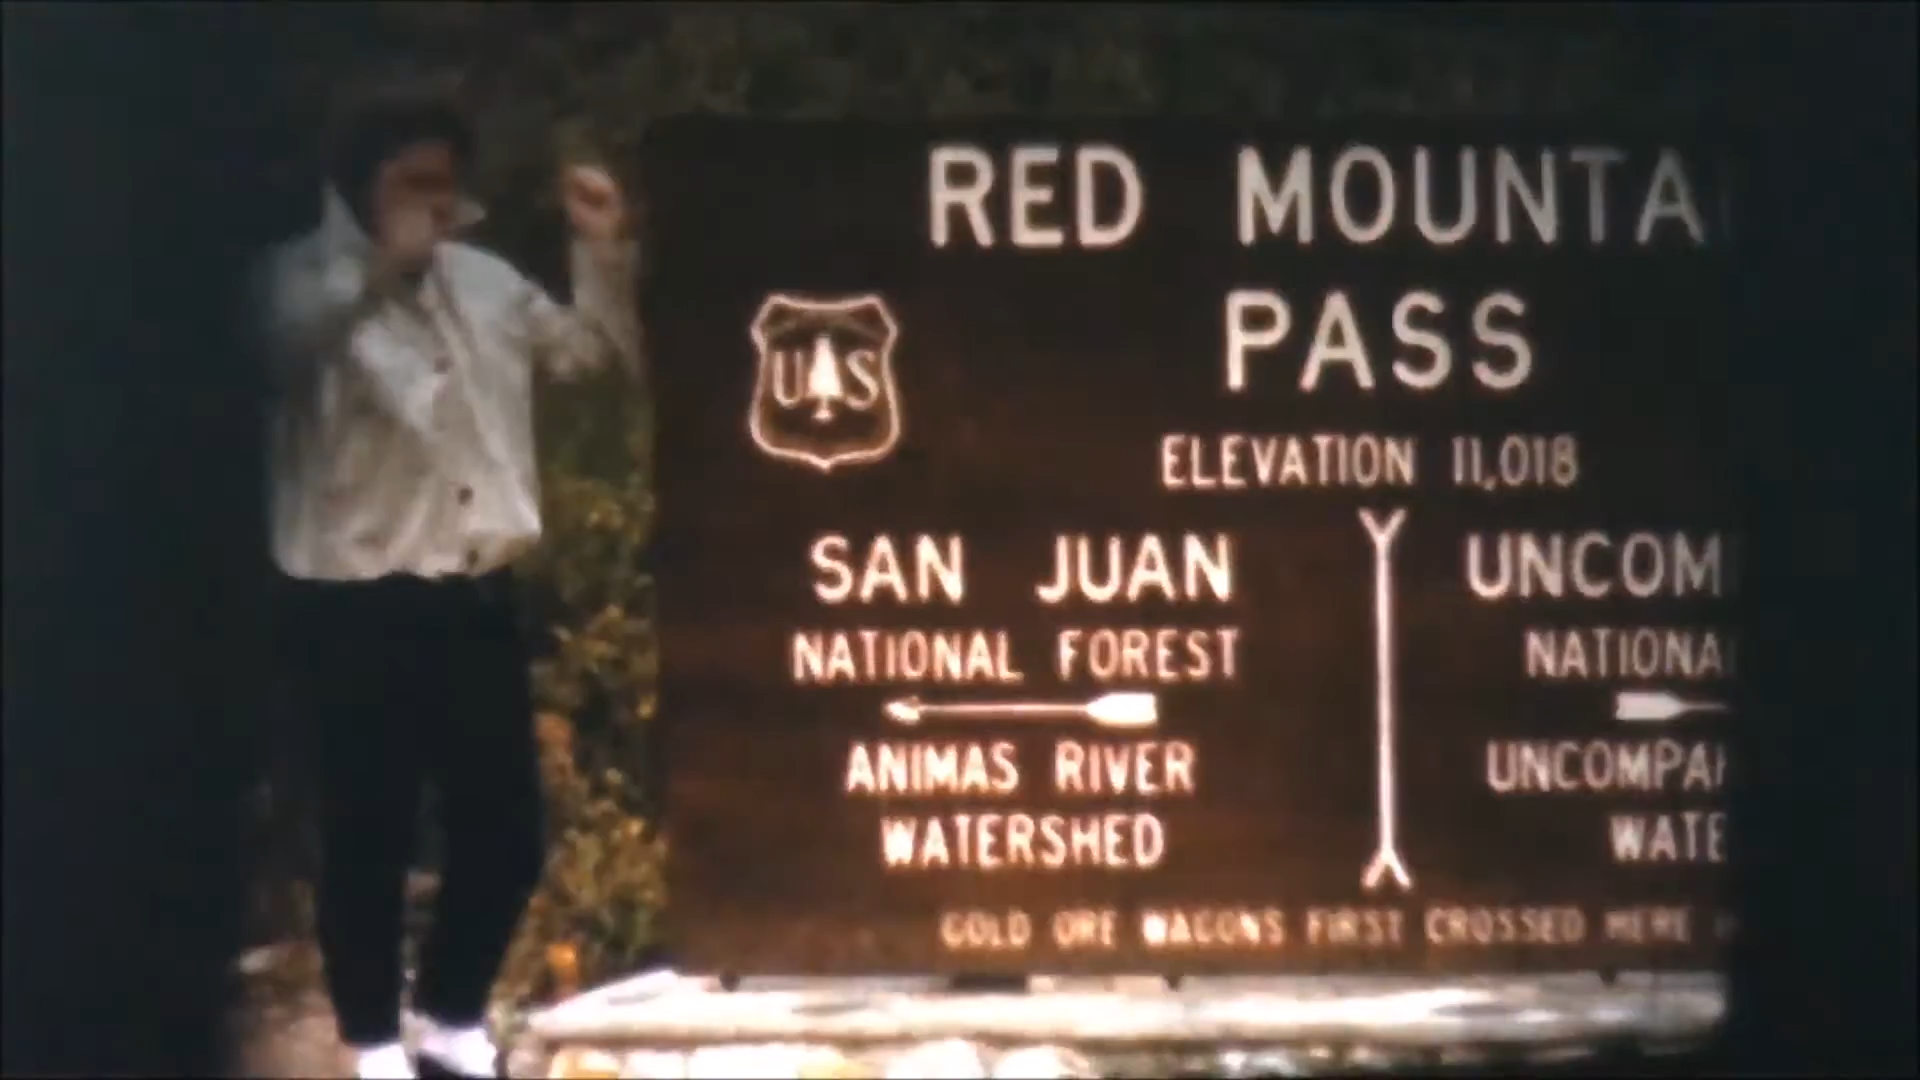 RED MOUNTA
PASS
U S
ELEVATION 11,018
SAN JUAN
NATIONAL FOREST
ANIMAS RIVER
WATERSHED
UNCOM
NATIONA
UNCOMPA
WATE
GOLD ORE WAGONS FIRST CROSSED HERE